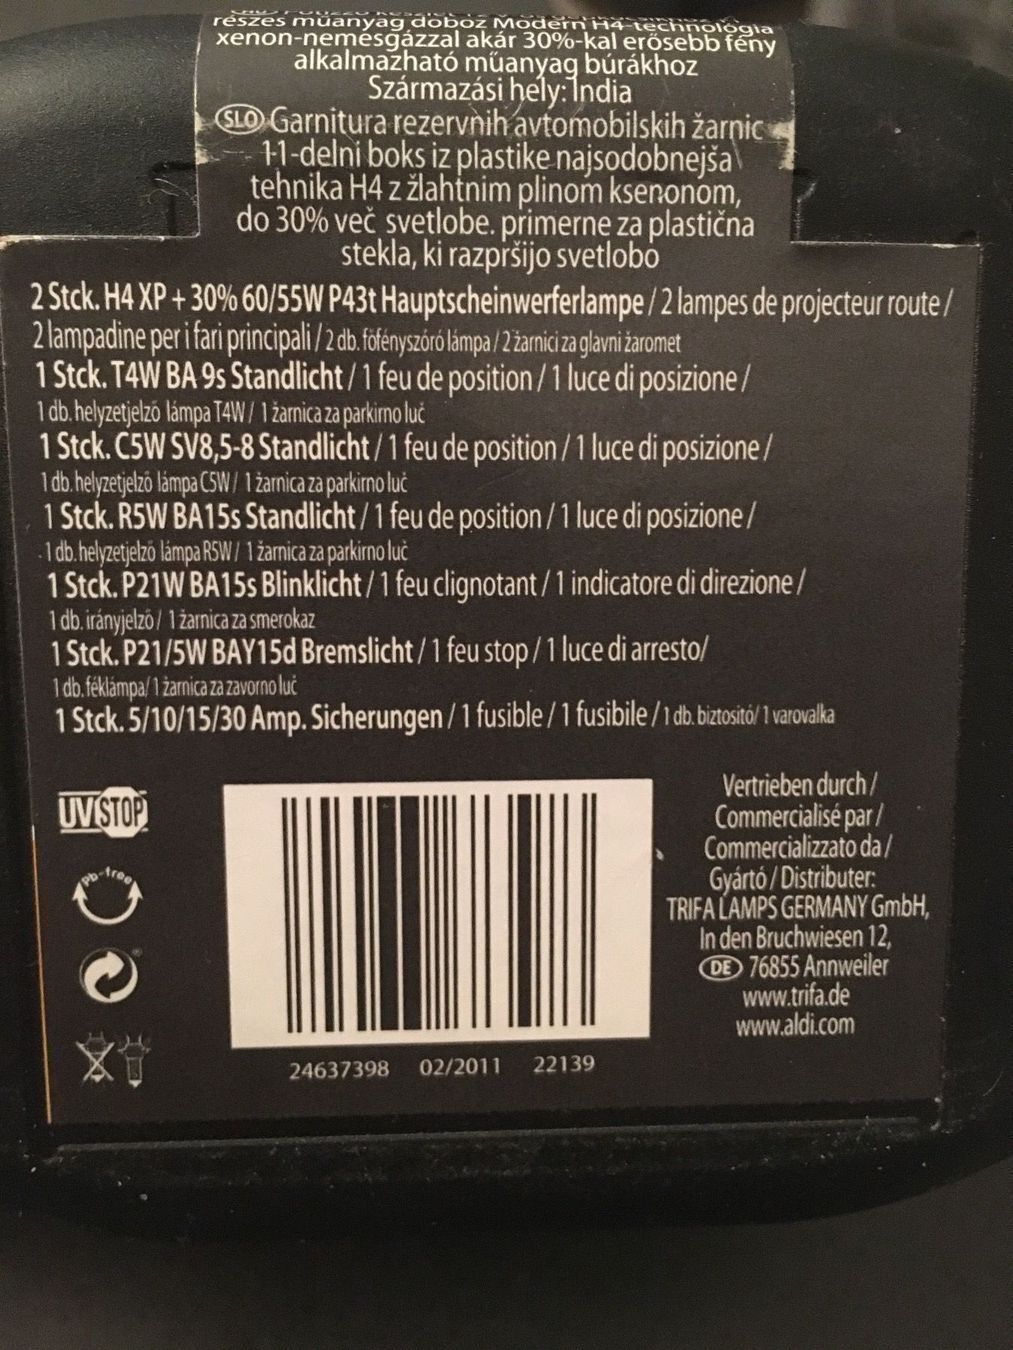 részes műanyag doboz Modern H4-technológia
xenon-nemesgázzal akár 30%-kal erősebb fény
alkalmazható műanyag búrákhoz
Származási hely: India
SLO Garnitura rezervnih avtomobilskih žarnic
11-delni boks iz plastike najsodobnejša
tehnika H4 z žlahtnim plinom ksenonom,
do 30% več svetlobe. primerne za plastična
stekla, ki razpršijo svetlobo
2 Stck. H4 XP + 30% 60/55W P43t Hauptscheinwerferlampe / 2 lampes de projecteur route /
2 lampadine per i fari principali / 2 db. főfényszóró lámpa / 2 žarnici za glavni žaromet
1 Stck. T4W BA 9s Standlicht / 1 feu de position / 1 luce di posizione /
1 db. helyzetjelző lámpa T4W / 1 žarnica za parkirno luč
1 Stck. C5W SV8,5-8 Standlicht / 1 feu de position / 1 luce di posizione /
1 db. helyzetjelző lámpa C5W / 1 žarnica za parkirno luč
1 Stck. R5W BA15s Standlicht / 1 feu de position / 1 luce di posizione /
1 db. helyzetjelző lámpa R5W / 1 žarnica za parkirno luč
1 Stck. P21W BA15s Blinklicht / 1 feu clignotant / 1 indicatore di direzione /
1 db. irányjelző / 1 žarnica za smerokaz
1 Stck. P21/5W BAY15d Bremslicht / 1 feu stop / 1 luce di arresto/
1 db. féklámpa/ 1 žarnica za zavorno luč
1 Stck. 5/10/15/30 Amp. Sicherungen / 1 fusible / 1 fusibile / 1 db. biztosító/ 1 varovalka
UV STOP
Pb-free
24637398 02/2011 22139
Vertrieben durch /
Commercialisé par /
Commercializzato da /
Gyártó / Distributer:
TRIFA LAMPS GERMANY GmbH,
In den Bruchwiesen 12,
DE 76855 Annweiler
www.trifa.de
www.aldi.com